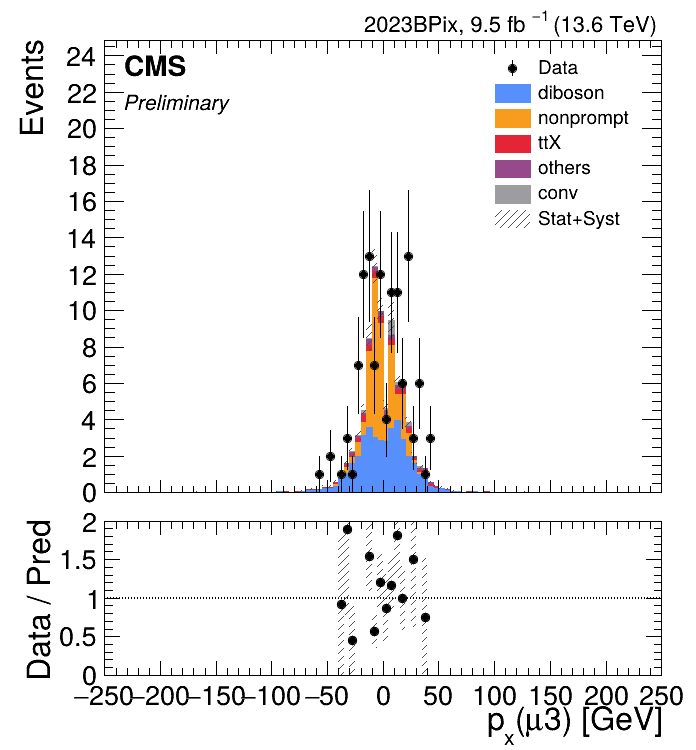 2023BPix, 9.5 fb⁻¹ (13.6 TeV)
CMS
Preliminary
Data
diboson
nonprompt
ttX
others
conv
Stat+Syst
Events
24
22
20
18
16
14
12
10
8
6
4
2
0
Data / Pred
2
1.5
1
0.5
0
−250 −200 −150 −100 −50 0 50 100 150 200 250
pₓ(μ3) [GeV]